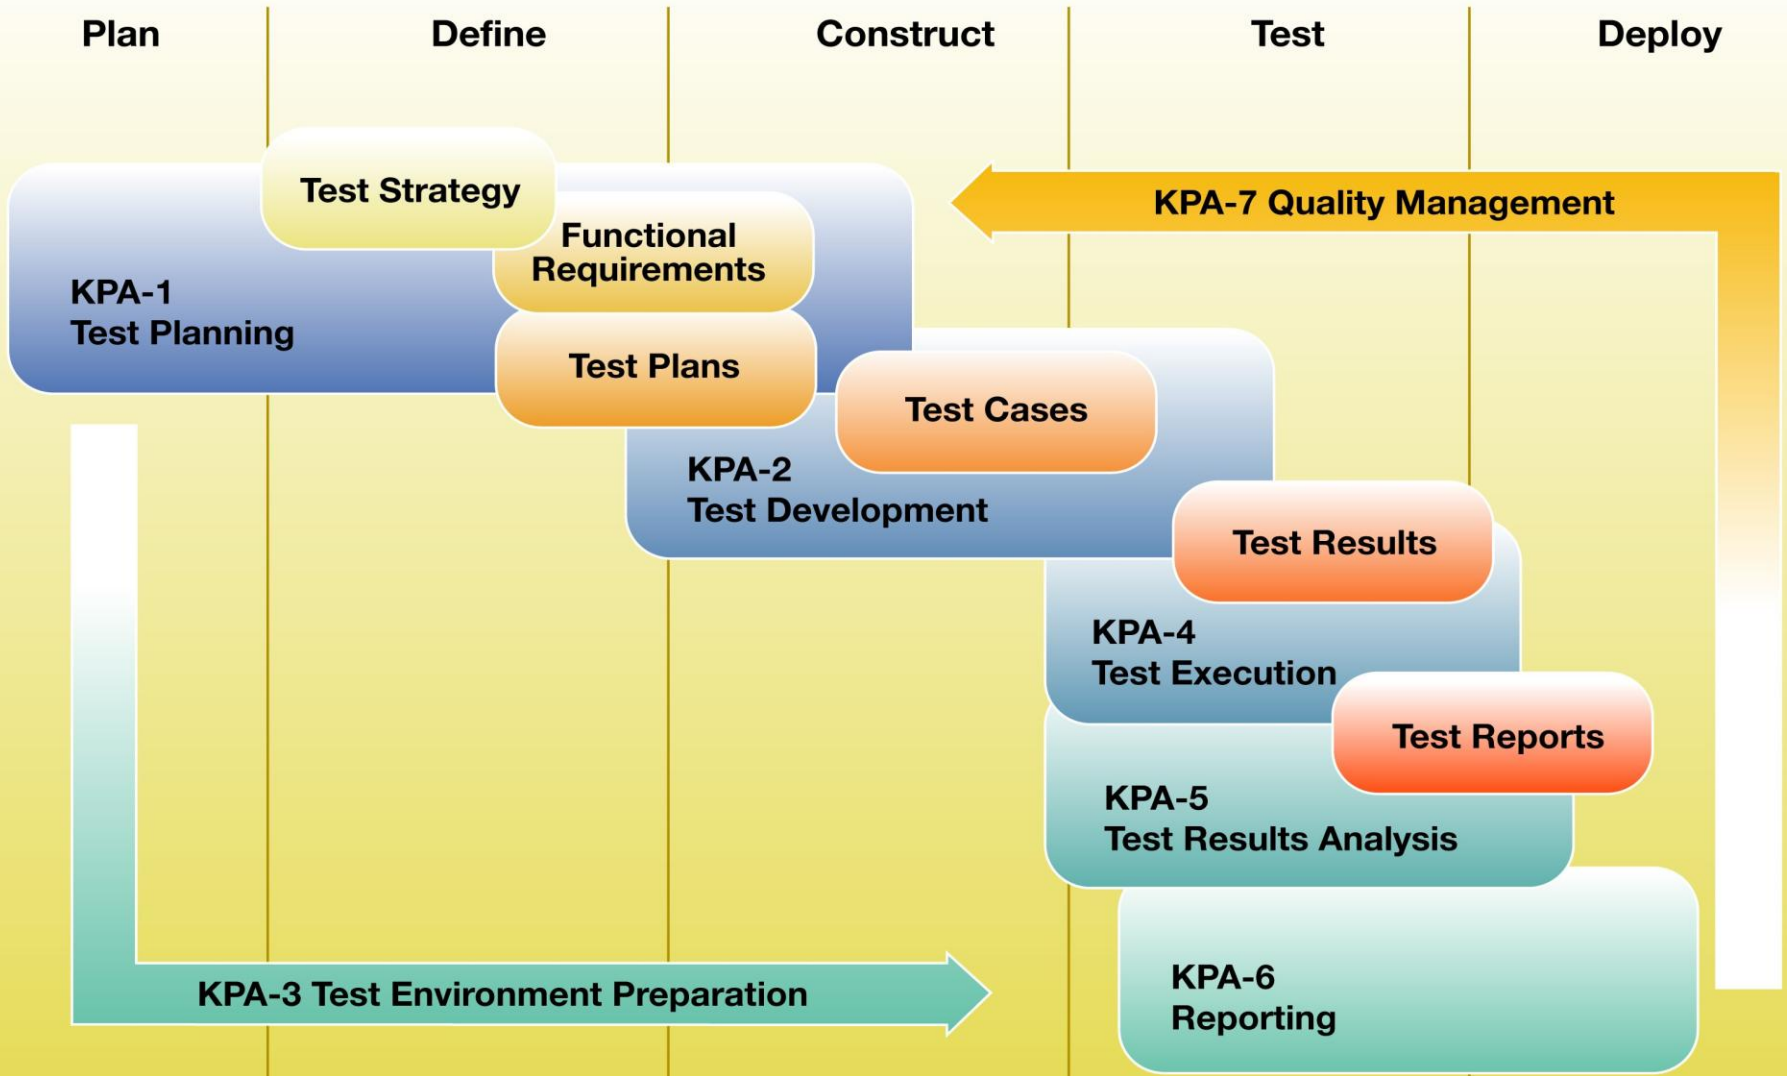 Plan
Define
Construct
Test
Deploy
Test Strategy
Functional
Requirements
KPA-1
Test Planning
Test Plans
KPA-7 Quality Management
Test Cases
KPA-2
Test Development
Test Results
KPA-4
Test Execution
Test Reports
KPA-5
Test Results Analysis
KPA-3 Test Environment Preparation
KPA-6
Reporting